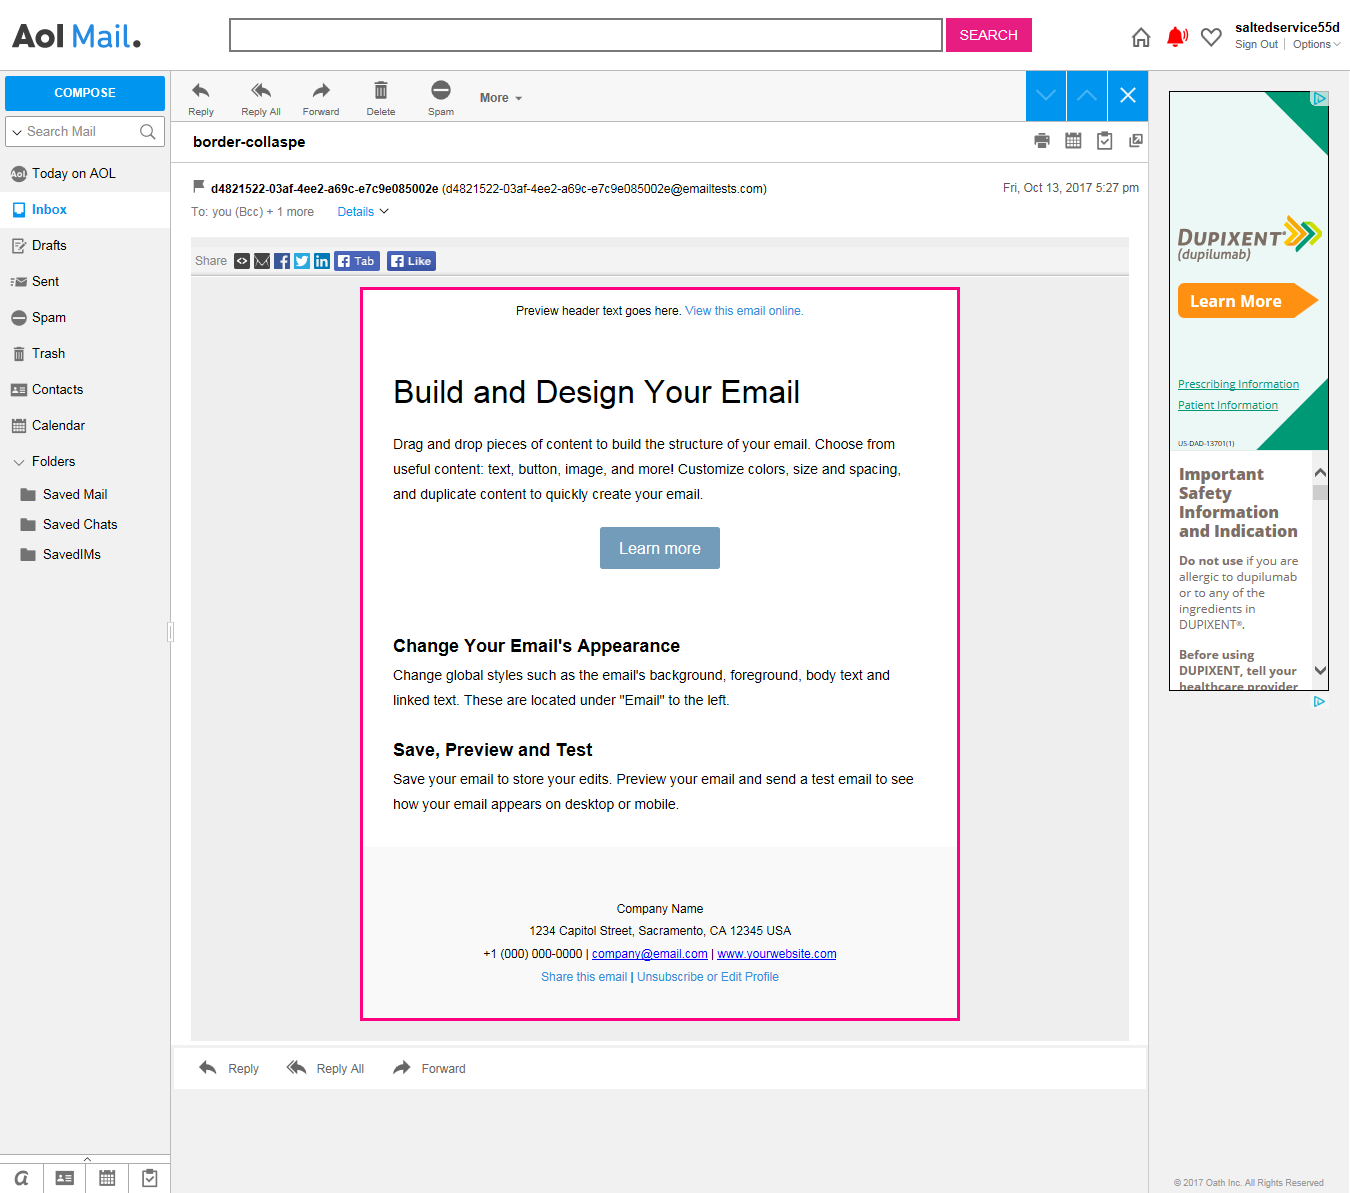 Aol Mail.
SEARCH
saltedservice55d
Sign Out | Options
COMPOSE
Search Mail
Aol. Today on AOL
Inbox
Drafts
Sent
Spam
Trash
Contacts
Calendar
Folders
Saved Mail
Saved Chats
SavedIMs
Reply
Reply All
Forward
Delete
Spam
More
border-collaspe
d4821522-03af-4ee2-a69c-e7c9e085002e (d4821522-03af-4ee2-a69c-e7c9e085002e@emailtests.com)
Fri, Oct 13, 2017 5:27 pm
To: you (Bcc) + 1 more Details
Share Tab Like
Preview header text goes here. View this email online.
Build and Design Your Email
Drag and drop pieces of content to build the structure of your email. Choose from
useful content: text, button, image, and more! Customize colors, size and spacing,
and duplicate content to quickly create your email.
Learn more
Change Your Email's Appearance
Change global styles such as the email's background, foreground, body text and
linked text. These are located under "Email" to the left.
Save, Preview and Test
Save your email to store your edits. Preview your email and send a test email to see
how your email appears on desktop or mobile.
Company Name
1234 Capitol Street, Sacramento, CA 12345 USA
+1 (000) 000-0000 | company@email.com | www.yourwebsite.com
Share this email | Unsubscribe or Edit Profile
Reply Reply All Forward
DUPIXENT®
(dupilumab)
Learn More
Prescribing Information
Patient Information
US-DAD-13701(1)
Important
Safety
Information
and Indication
Do not use if you are
allergic to dupilumab
or to any of the
ingredients in
DUPIXENT®.
Before using
DUPIXENT, tell your
healthcare provider
© 2017 Oath Inc. All Rights Reserved